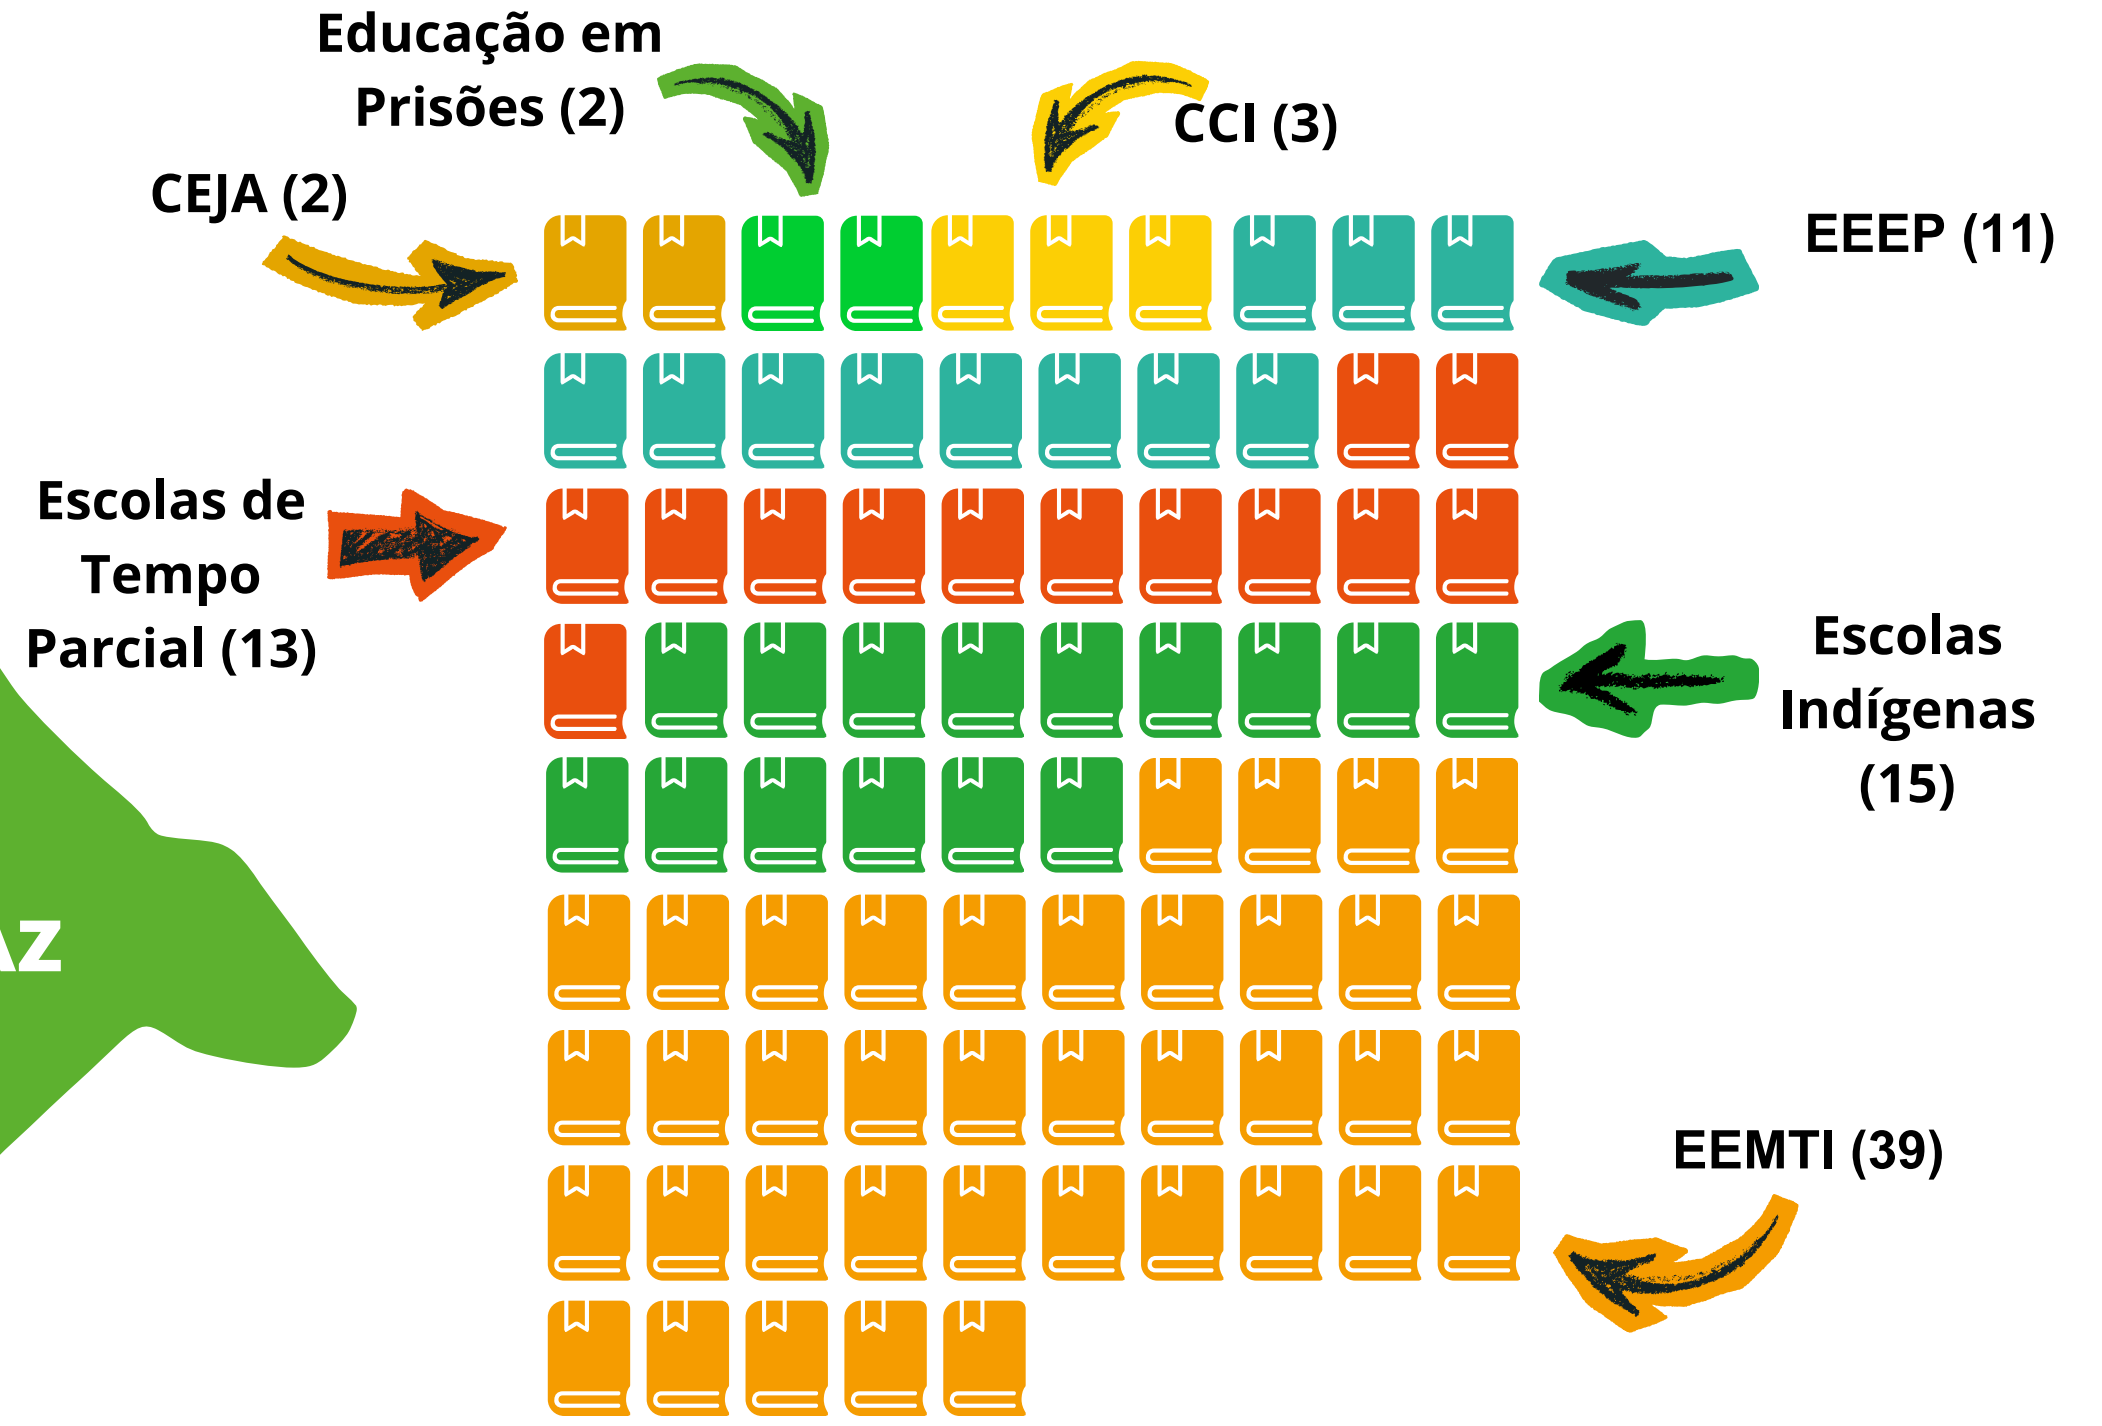 Educação em
Prisões (2)
CCI (3)
CEJA (2)
EEEP (11)
Escolas de
Tempo
Parcial (13)
Escolas
Indígenas
(15)
EEMTI (39)